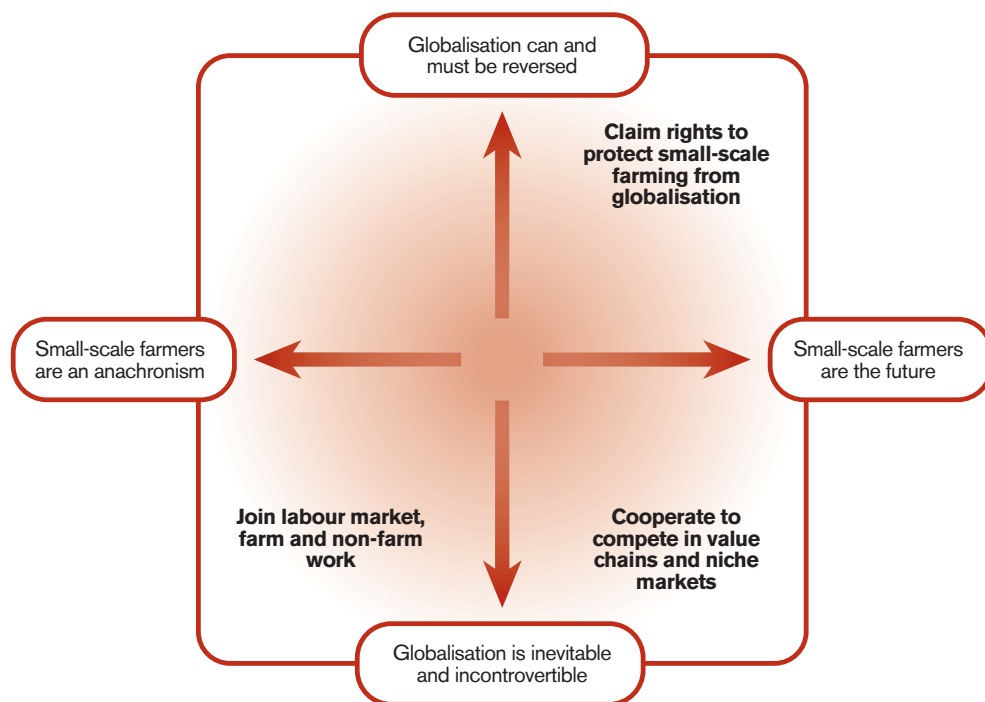 Globalisation can and
must be reversed
Claim rights to
protect small-scale
farming from
globalisation
Small-scale farmers
are an anachronism
Small-scale farmers
are the future
Join labour market,
farm and non-farm
work
Cooperate to
compete in value
chains and niche
markets
Globalisation is inevitable
and incontrovertible